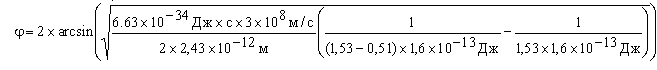 φ = 2 × arcsin(√(6.63×10⁻³⁴ Дж × с × 3×10⁸ м/с / 2 × 2,43×10⁻¹² м (1 / (1,53−0,51)×1,6×10⁻¹³ Дж − 1 / 1,53×1,6×10⁻¹³ Дж)))